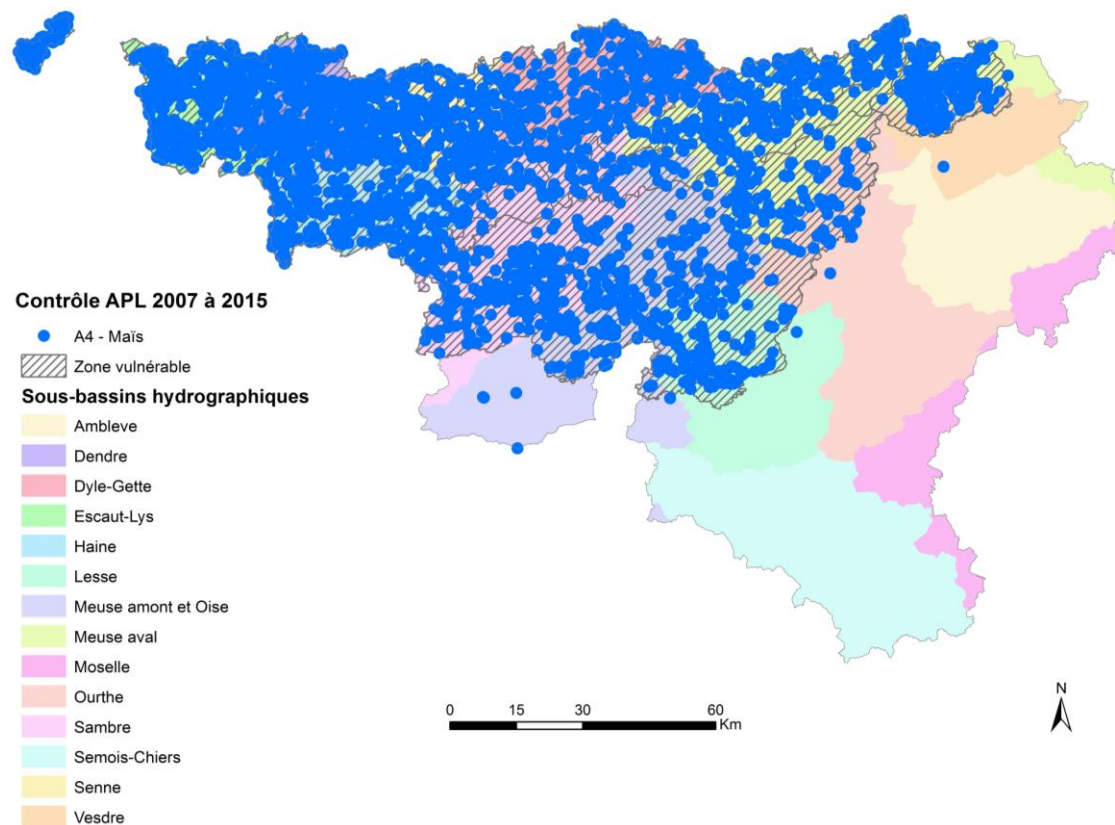 Contrôle APL 2007 à 2015
A4 - Maïs
Zone vulnérable
Sous-bassins hydrographiques
Ambleve
Dendre
Dyle-Gette
Escaut-Lys
Haine
Lesse
Meuse amont et Oise
Meuse aval
Moselle
Ourthe
Sambre
Semois-Chiers
Senne
Vesdre
0 15 30 60
Km
N